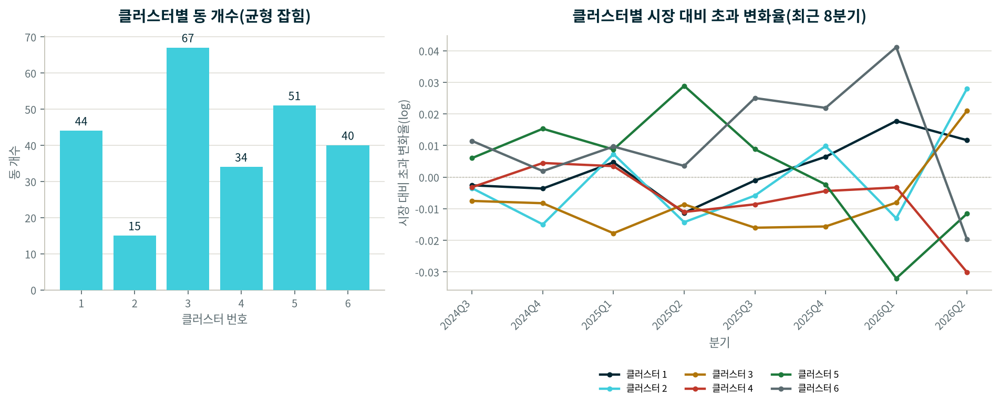 클러스터별 동 개수(균형 잡힘)
동 개수
70
60
50
40
30
20
10
0
44
15
67
34
51
40
1 2 3 4 5 6
클러스터 번호
클러스터별 시장 대비 초과 변화율(최근 8분기)
시장 대비 초과 변화율(log)
0.04
0.03
0.02
0.01
0.00
-0.01
-0.02
-0.03
2024Q3 2024Q4 2025Q1 2025Q2 2025Q3 2025Q4 2026Q1 2026Q2
분기
클러스터 1 클러스터 3 클러스터 5
클러스터 2 클러스터 4 클러스터 6